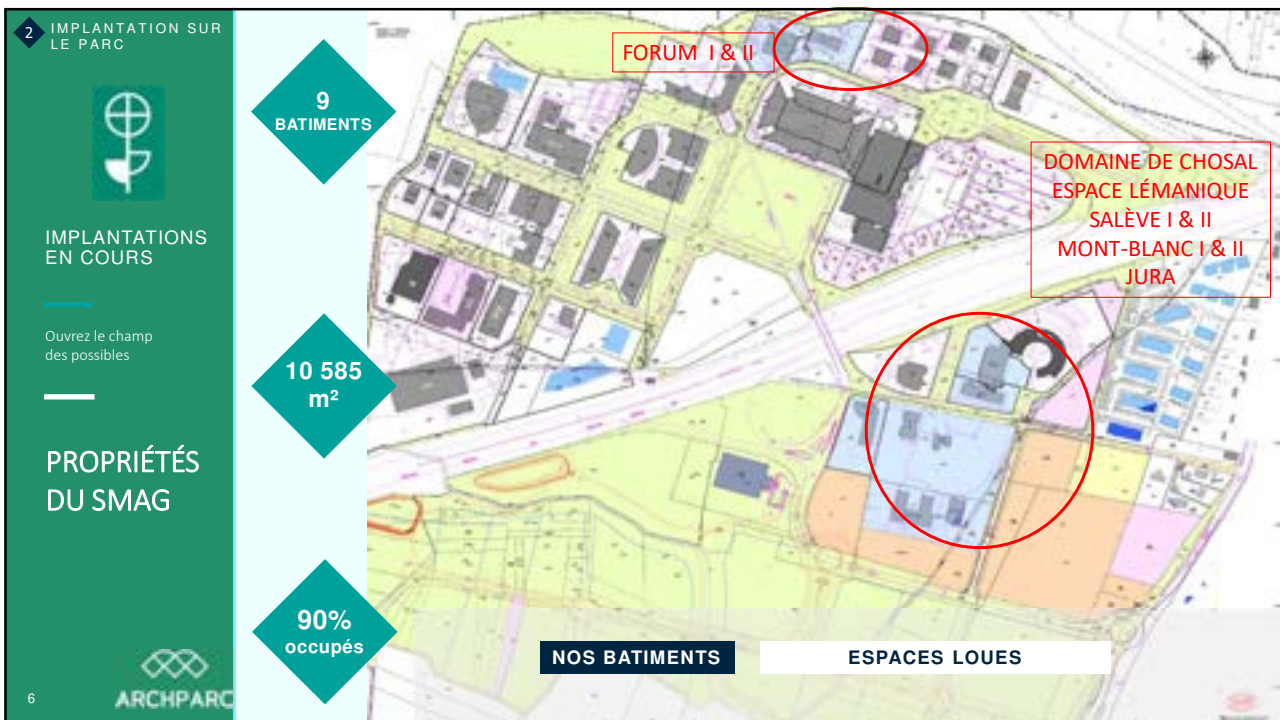 2
IMPLANTATION SUR
LE PARC
IMPLANTATIONS
EN COURS
Ouvrez le champ
des possibles
PROPRIÉTÉS
DU SMAG
6
ARCHPARC
9
BATIMENTS
10 585
m²
90%
occupés
FORUM I & II
DOMAINE DE CHOSAL
ESPACE LÉMANIQUE
SALÈVE I & II
MONT-BLANC I & II
JURA
NOS BATIMENTS
ESPACES LOUES